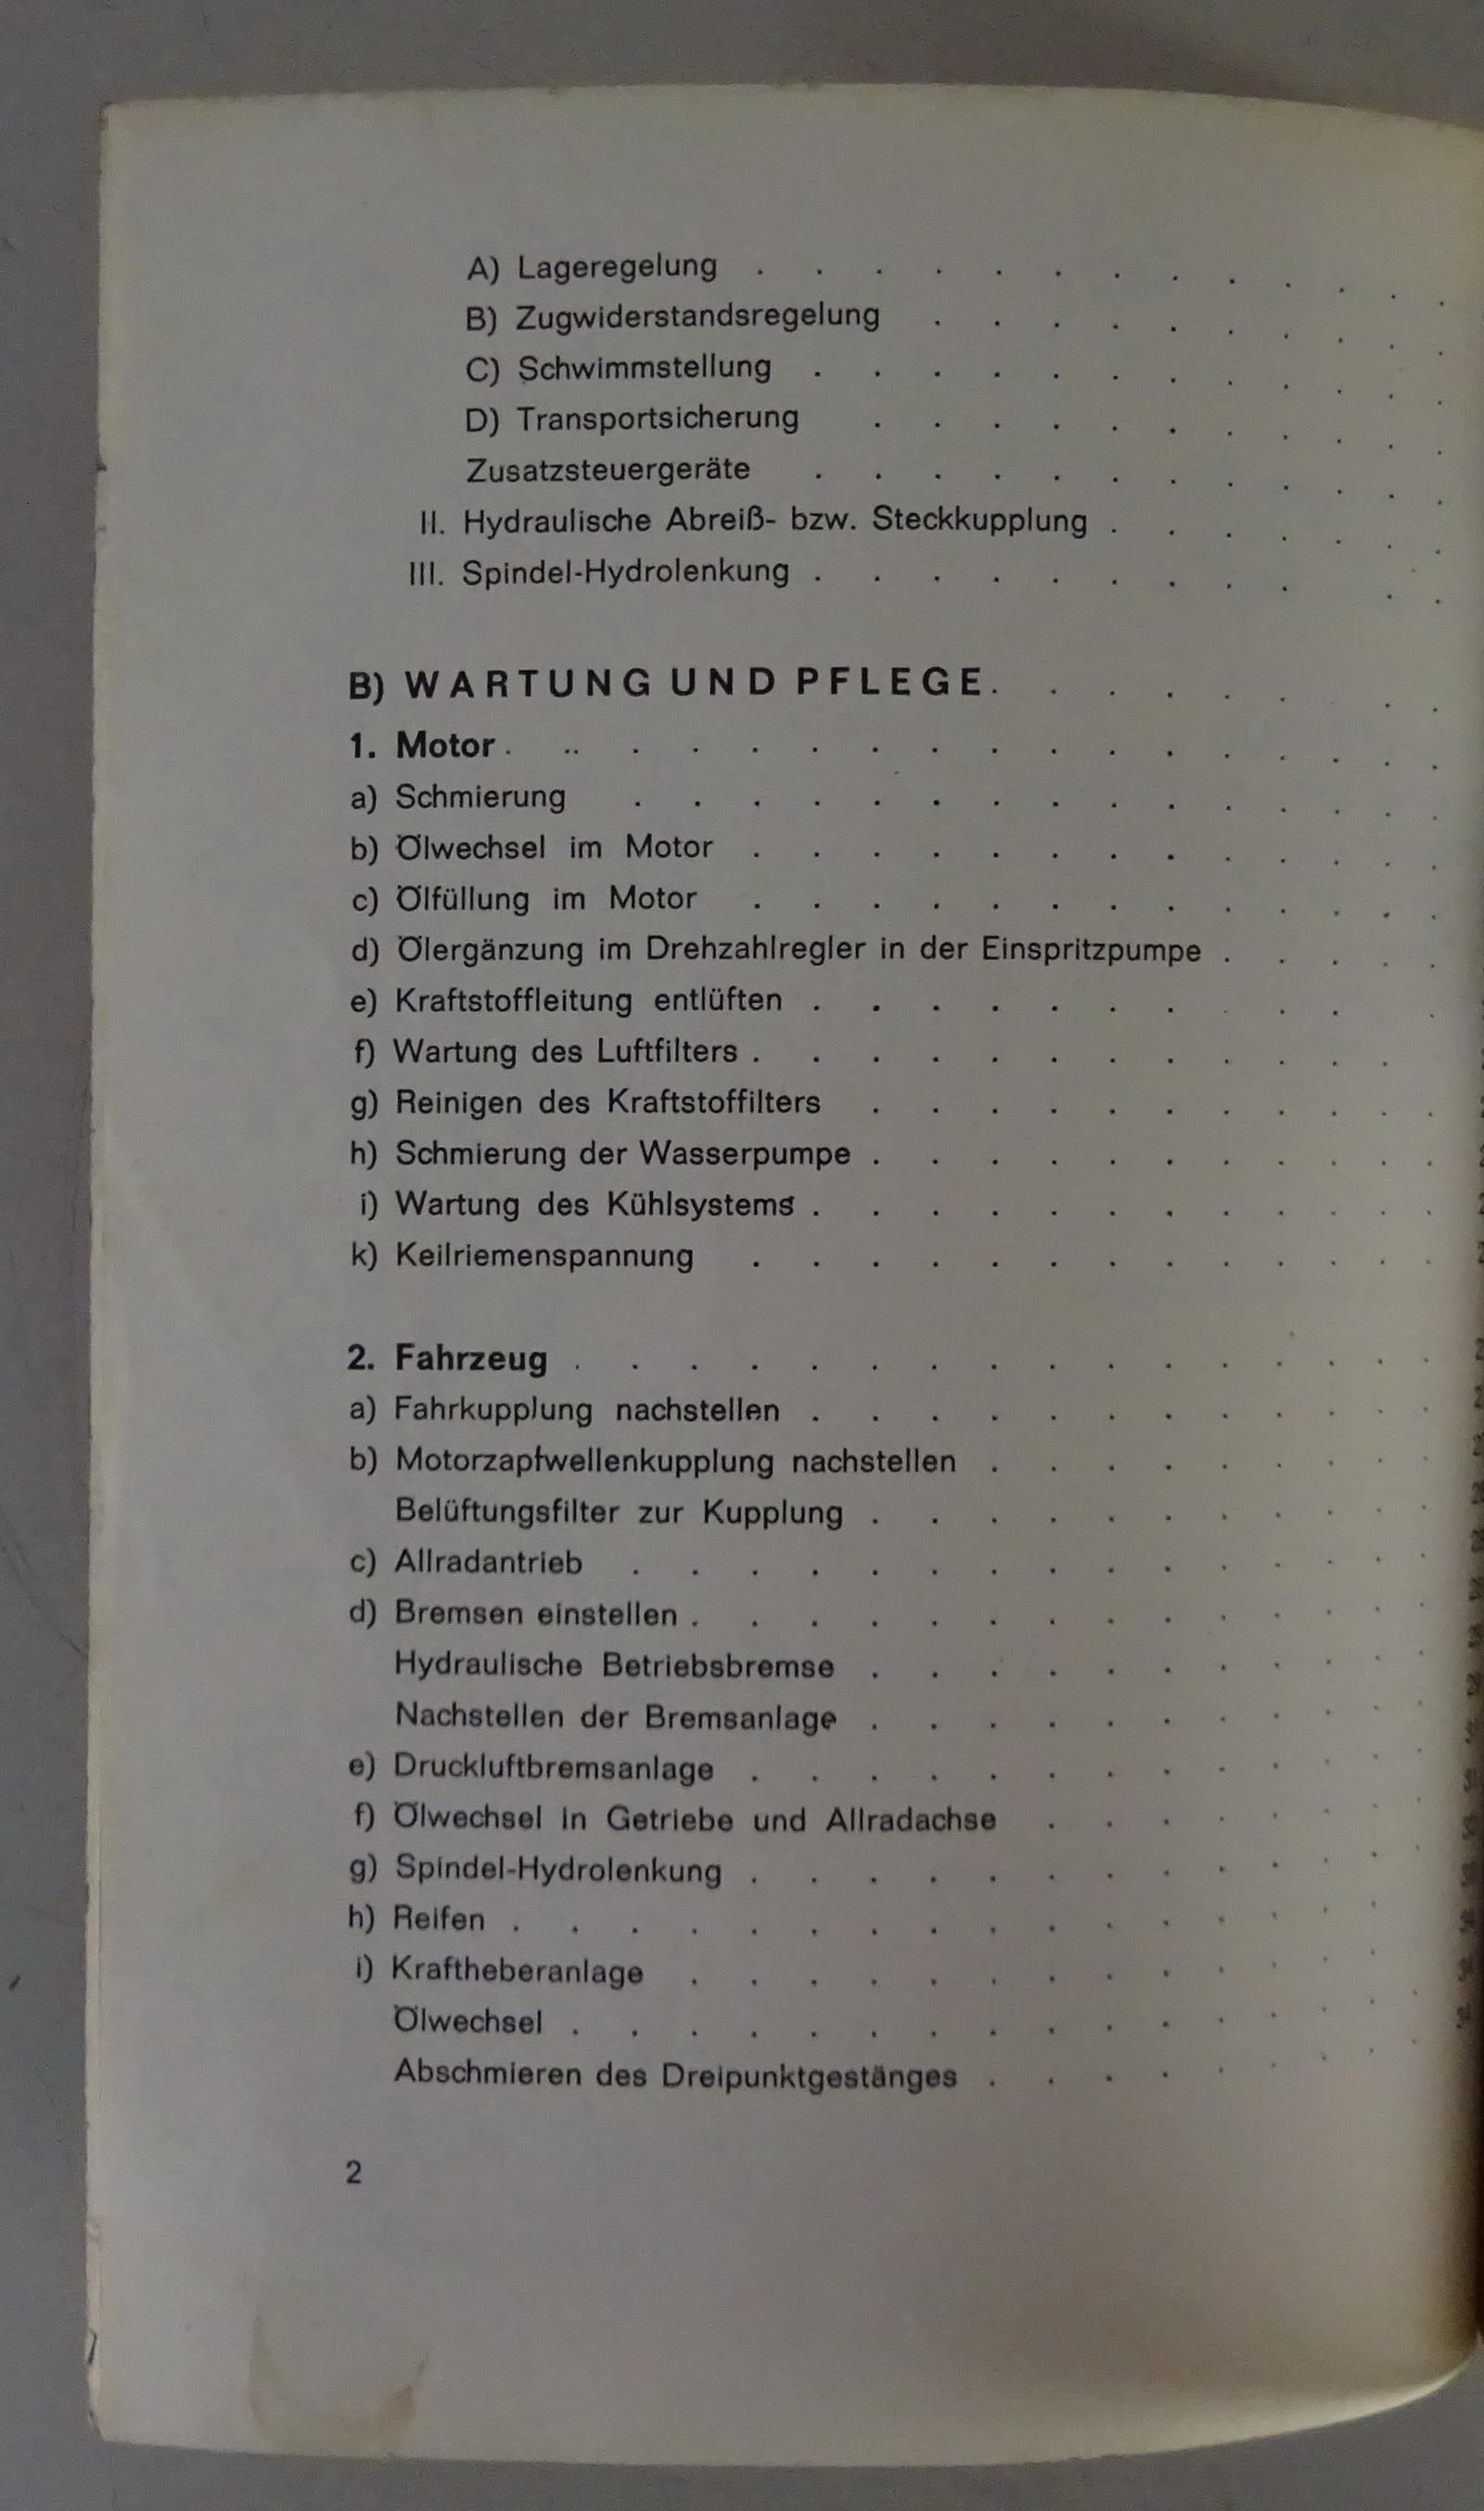 A) Lageregelung . . . . . . . . . . . . .
B) Zugwiderstandsregelung . . . . . . . . . .
C) Schwimmstellung . . . . . . . . . . . .
D) Transportsicherung . . . . . . . . . . .
Zusatzsteuergeräte . . . . . . . . . . . .
II. Hydraulische Abreiß- bzw. Steckkupplung . . . . . . .
III. Spindel-Hydrolenkung . . . . . . . . . . .
B) WARTUNG UND PFLEGE . . . . . . . .
1. Motor . .. . . . . . . . . . . . . . .
a) Schmierung . . . . . . . . . . . . . . .
b) Ölwechsel im Motor . . . . . . . . . . . . .
c) Ölfüllung im Motor . . . . . . . . . . . . .
d) Ölergänzung im Drehzahlregler in der Einspritzpumpe . . . . .
e) Kraftstoffleitung entlüften . . . . . . . . . . .
f) Wartung des Luftfilters . . . . . . . . . . . .
g) Reinigen des Kraftstoffilters . . . . . . . . . . .
h) Schmierung der Wasserpumpe . . . . . . . . . . .
i) Wartung des Kühlsystems . . . . . . . . . . . .
k) Keilriemenspannung . . . . . . . . . . . . .
2. Fahrzeug . . . . . . . . . . . . . . . .
a) Fahrkupplung nachstellen . . . . . . . . . . . .
b) Motorzapfwellenkupplung nachstellen . . . . . . . . .
Belüftungsfilter zur Kupplung . . . . . . . . . . .
c) Allradantrieb . . . . . . . . . . . . . . .
d) Bremsen einstellen . . . . . . . . . . . . . .
Hydraulische Betriebsbremse . . . . . . . . . . .
Nachstellen der Bremsanlage . . . . . . . . . . .
e) Druckluftbremsanlage . . . . . . . . . . . . .
f) Ölwechsel in Getriebe und Allradachse . . . . . . . .
g) Spindel-Hydrolenkung . . . . . . . . . . . . .
h) Reifen . . . . . . . . . . . . . . . .
i) Kraftheberanlage . . . . . . . . . . . . .
Ölwechsel . . . . . . . . . . . . . . .
Abschmieren des Dreipunktgestänges . . . . . . . .
2